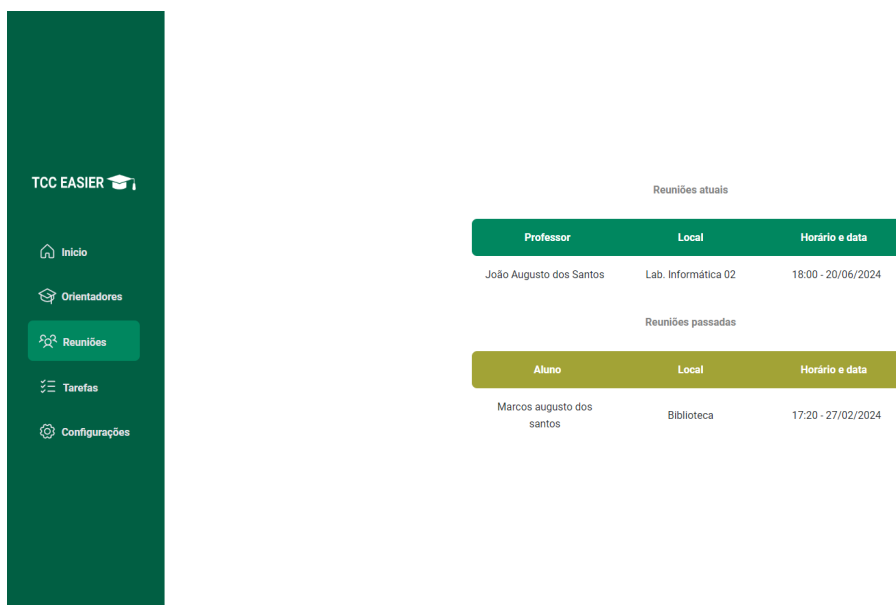 TCC EASIER
Inicio
Orientadores
Reuniões
Tarefas
Configurações
Reuniões atuais
Professor Local Horário e data
João Augusto dos Santos Lab. Informática 02 18:00 - 20/06/2024
Reuniões passadas
Aluno Local Horário e data
Marcos augusto dos
santos Biblioteca 17:20 - 27/02/2024